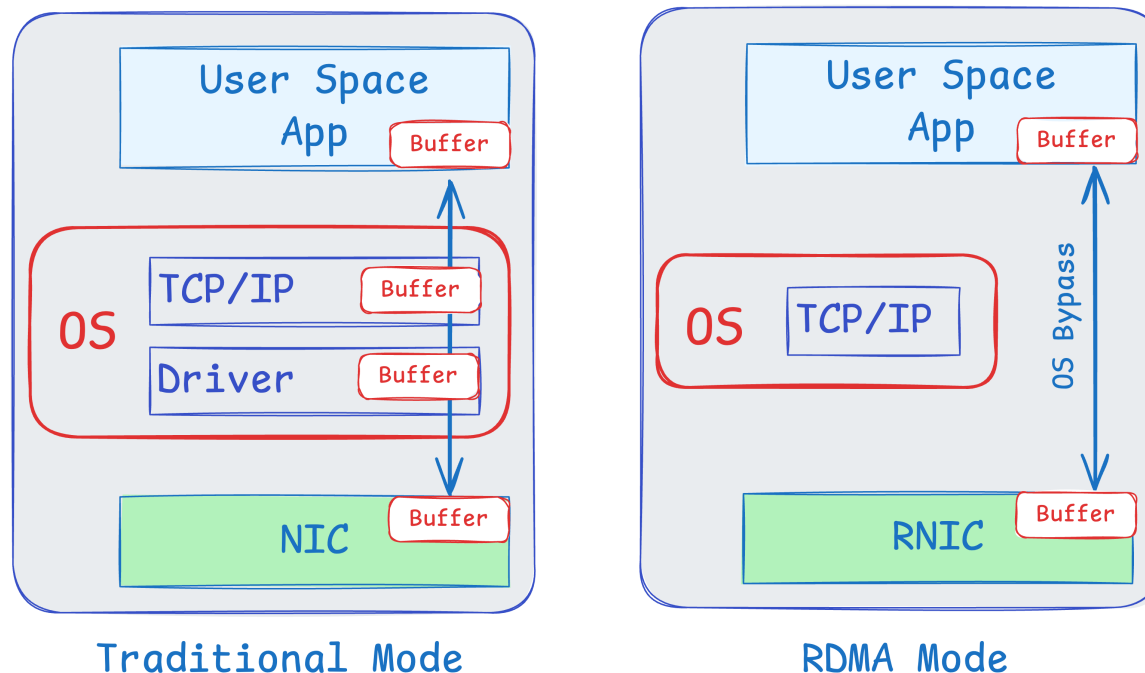 User Space
App
Buffer
TCP/IP
Buffer
OS
Driver
Buffer
Buffer
NIC
Traditional Mode
User Space
App
Buffer
OS
TCP/IP
OS Bypass
Buffer
RNIC
RDMA Mode